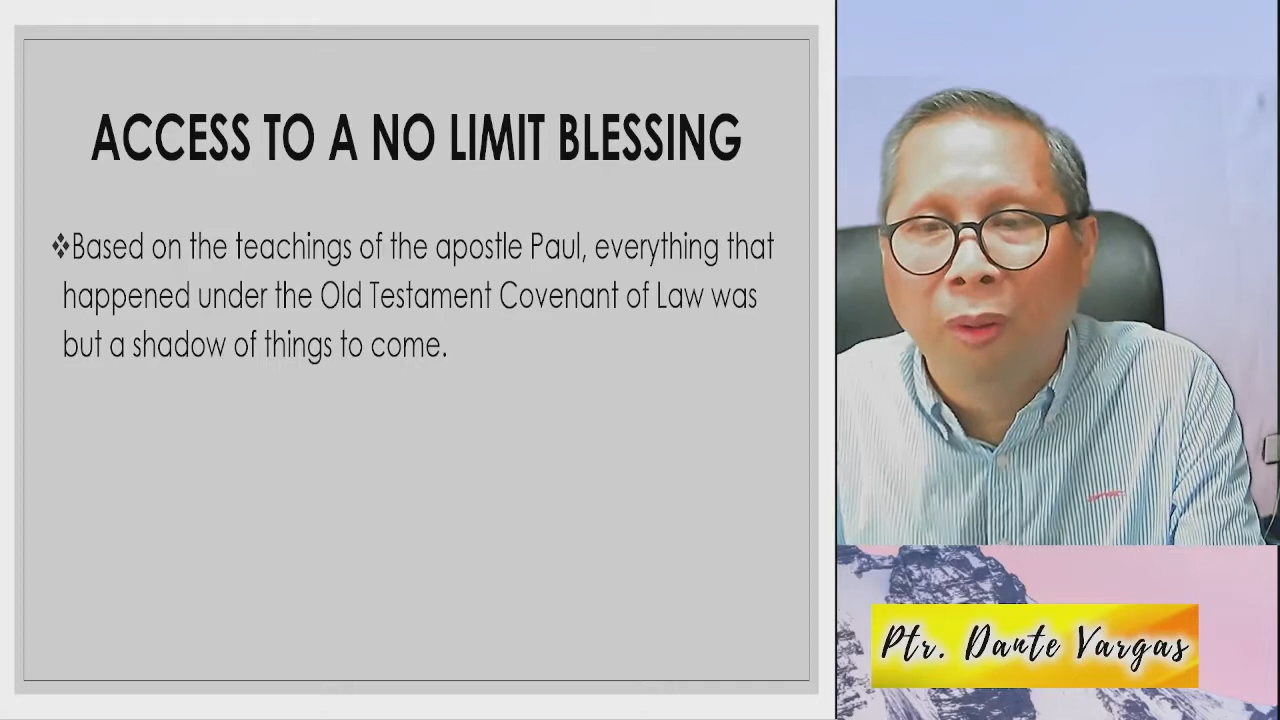 ACCESS TO A NO LIMIT BLESSING
❖Based on the teachings of the apostle Paul, everything that
happened under the Old Testament Covenant of Law was
but a shadow of things to come.
Ptr. Dante Vargas